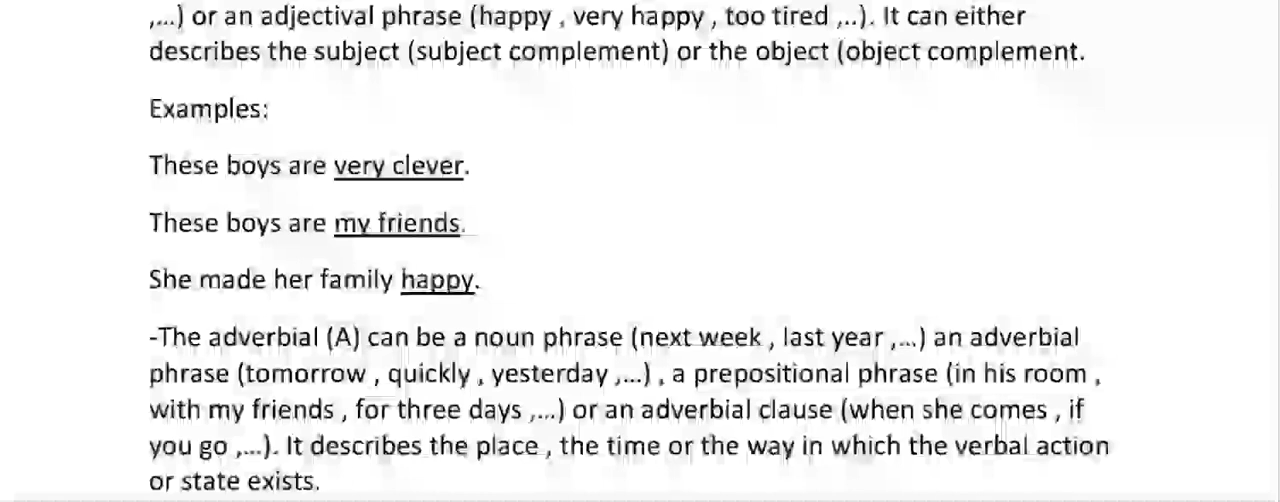 ,...) or an adjectival phrase (happy , very happy , too tired ,..). It can either
describes the subject (subject complement) or the object (object complement.
Examples:
These boys are very clever.
These boys are my friends.
She made her family happy.
-The adverbial (A) can be a noun phrase (next week , last year ,...) an adverbial
phrase (tomorrow , quickly , yesterday ,...) , a prepositional phrase (in his room ,
with my friends , for three days ,...) or an adverbial clause (when she comes , if
you go ,...). It describes the place , the time or the way in which the verbal action
or state exists.